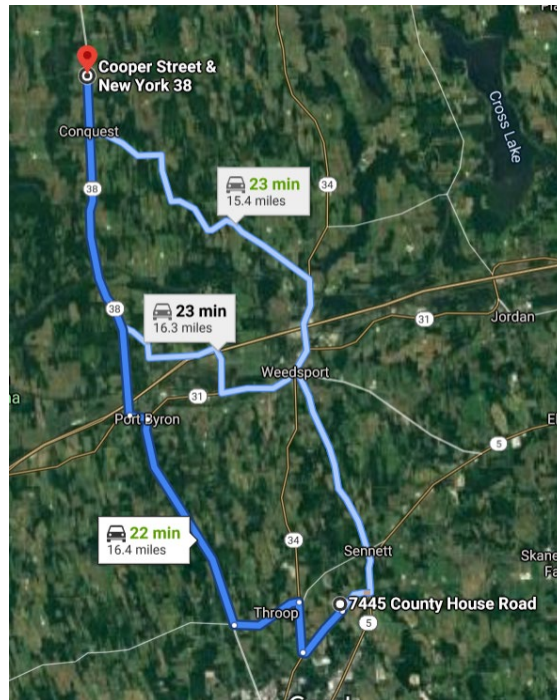 Cooper Street &
New York 38
Cross Lake
Conquest
23 min
15.4 miles
34
38
23 min
16.3 miles
38
31
Jordan
Weedsport
31
Port Byron
5
22 min
16.4 miles
34
Sennett
Throop
7445 County House Road
5